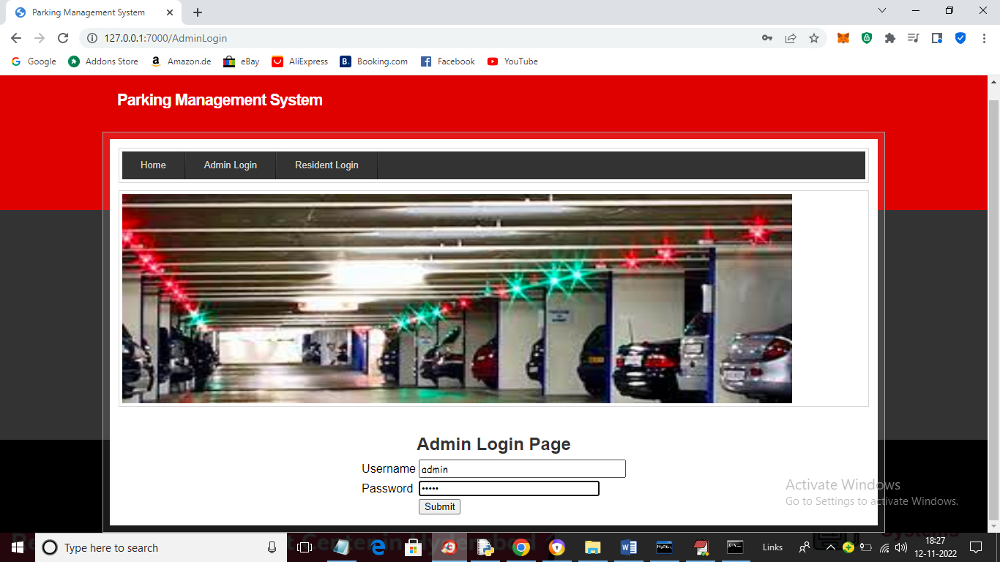 Parking Management System
127.0.0.1:7000/AdminLogin
Google Addons Store Amazon.de eBay AliExpress Booking.com Facebook YouTube
Parking Management System
Home Admin Login Resident Login
Admin Login Page
Username admin
Password •••••
Submit
Activate Windows
Go to Settings to activate Windows.
Type here to search
Links
18:27
12-11-2022